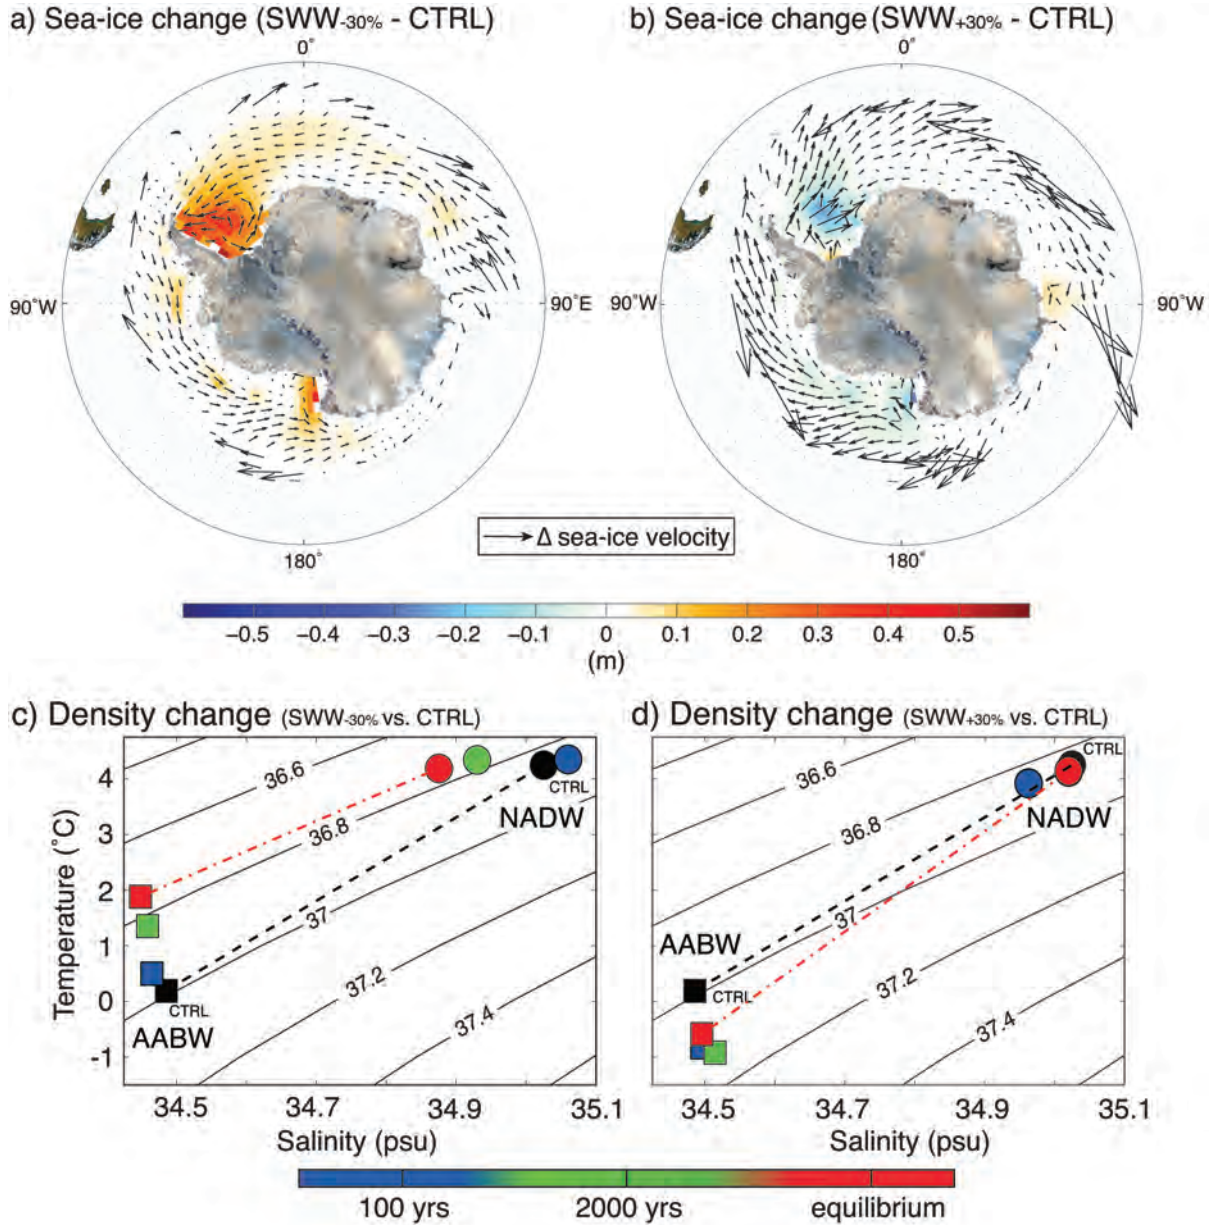 a) Sea-ice change (SWW-30% - CTRL)
b) Sea-ice change (SWW+30% - CTRL)
0°
0°
90°W
90°E
90°W
90°W
180°
180°
Δ sea-ice velocity
−0.5 −0.4 −0.3 −0.2 −0.1 0 0.1 0.2 0.3 0.4 0.5
(m)
c) Density change (SWW-30% vs. CTRL)
d) Density change (SWW+30% vs. CTRL)
Temperature (°C)
4
3
2
1
0
-1
36.6
36.8
37
37.2
37.4
CTRL
NADW
CTRL
AABW
34.5 34.7 34.9 35.1
Salinity (psu)
36.6
36.8
37
37.2
37.4
CTRL
NADW
AABW
CTRL
34.5 34.7 34.9 35.1
Salinity (psu)
100 yrs 2000 yrs equilibrium